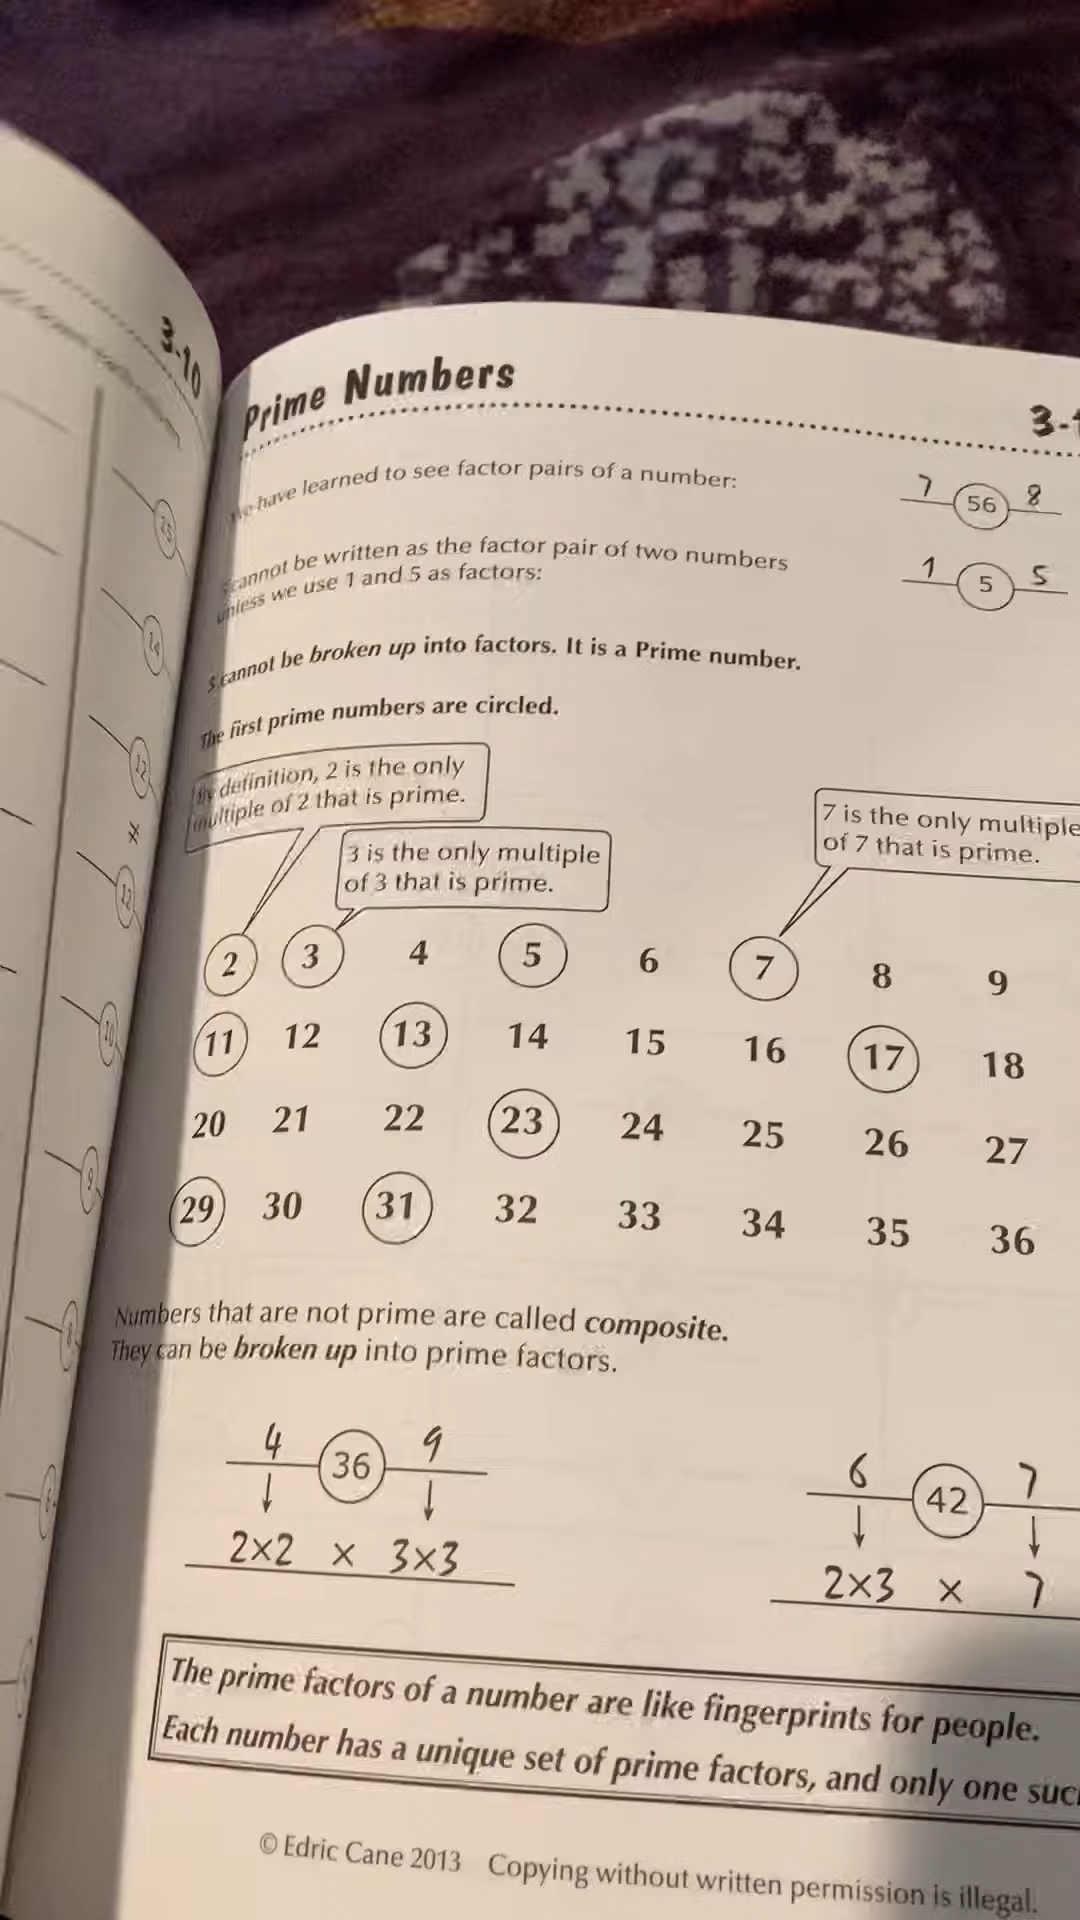 3-10
Prime Numbers
3-1
We have learned to see factor pairs of a number:
7 56 8
5 cannot be written as the factor pair of two numbers
unless we use 1 and 5 as factors:
1 5 5
5 cannot be broken up into factors. It is a Prime number.
The first prime numbers are circled.
By definition, 2 is the only
multiple of 2 that is prime.
3 is the only multiple
of 3 that is prime.
7 is the only multiple
of 7 that is prime.
2 3 4 5 6 7 8 9
11 12 13 14 15 16 17 18
20 21 22 23 24 25 26 27
29 30 31 32 33 34 35 36
Numbers that are not prime are called composite.
They can be broken up into prime factors.
4 36 9
2×2 × 3×3
6 42 7
2×3 × 7
The prime factors of a number are like fingerprints for people.
Each number has a unique set of prime factors, and only one suc
© Edric Cane 2013 Copying without written permission is illegal.